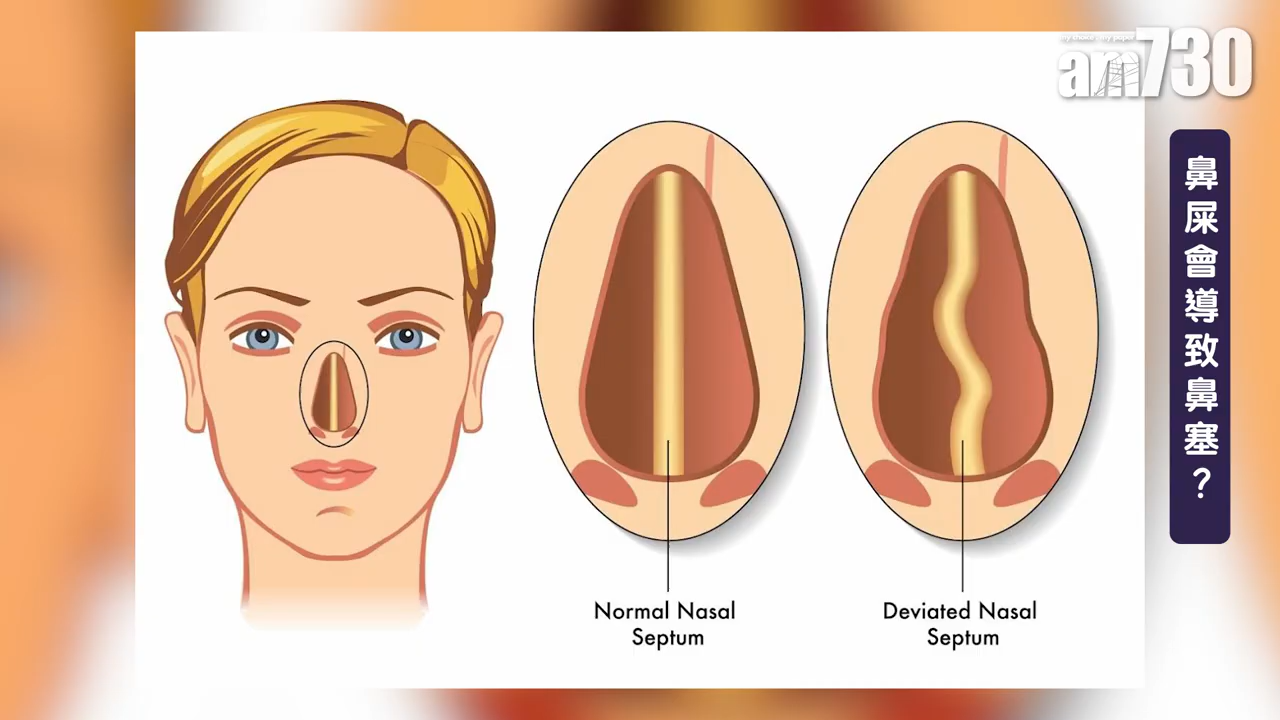 am730
鼻屎會導致鼻塞？
Normal Nasal
Septum
Deviated Nasal
Septum